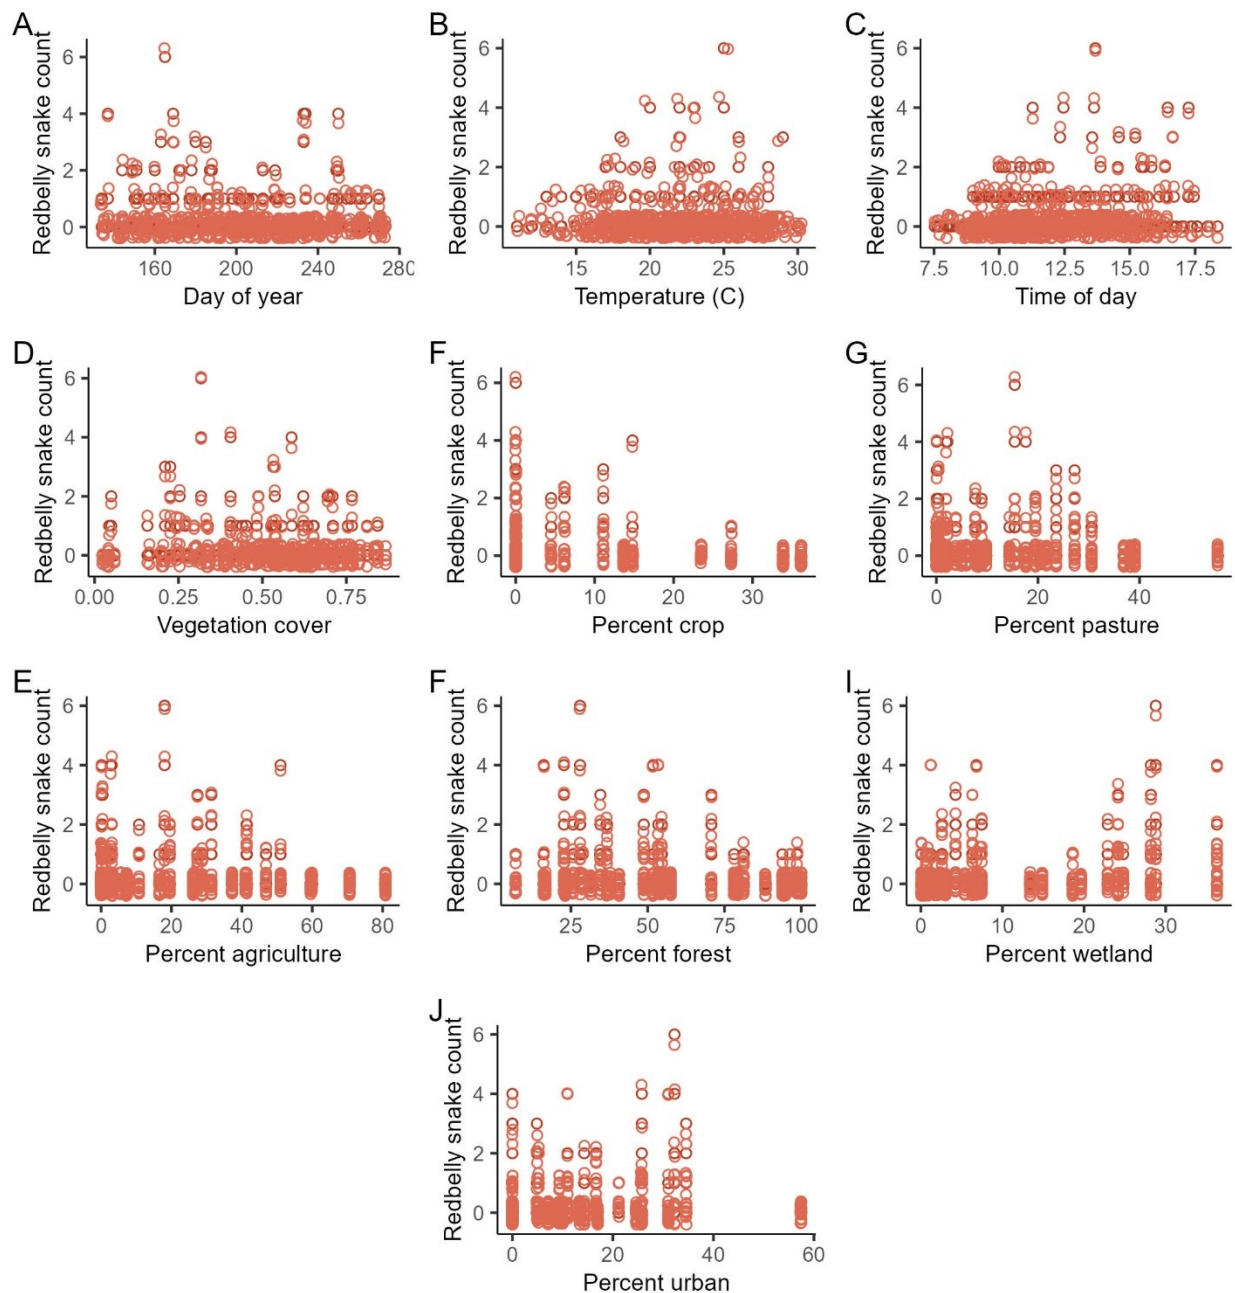 A
Redbelly snake count
6
4
2
0
160
200
240
280
Day of year
B
Redbelly snake count
6
4
2
0
15
20
25
30
Temperature (C)
C
Redbelly snake count
6
4
2
0
7.5
10.0
12.5
15.0
17.5
Time of day
D
Redbelly snake count
6
4
2
0
0.00
0.25
0.50
0.75
Vegetation cover
F
Redbelly snake count
6
4
2
0
0
10
20
30
Percent crop
G
Redbelly snake count
6
4
2
0
0
20
40
Percent pasture
E
Redbelly snake count
6
4
2
0
0
20
40
60
80
Percent agriculture
F
Redbelly snake count
6
4
2
0
25
50
75
100
Percent forest
I
Redbelly snake count
6
4
2
0
0
10
20
30
Percent wetland
J
Redbelly snake count
6
4
2
0
0
20
40
60
Percent urban